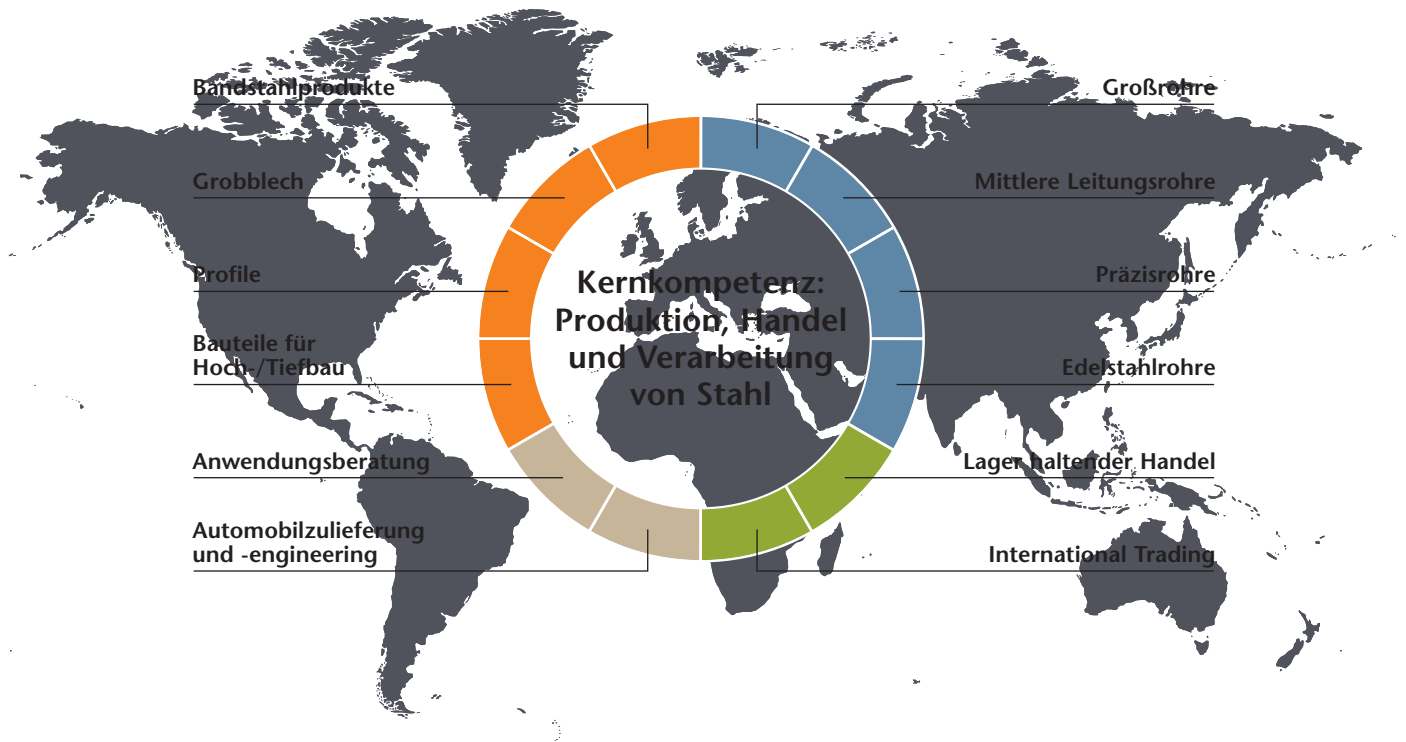 Bandstahlprodukte
Grobblech
Profile
Bauteile für
Hoch-/Tiefbau
Anwendungsberatung
Automobilzulieferung
und -engineering
Kernkompetenz:
Produktion, Handel
und Verarbeitung
von Stahl
Großrohre
Mittlere Leitungsrohre
Präzisrohre
Edelstahlrohre
Lager haltender Handel
International Trading